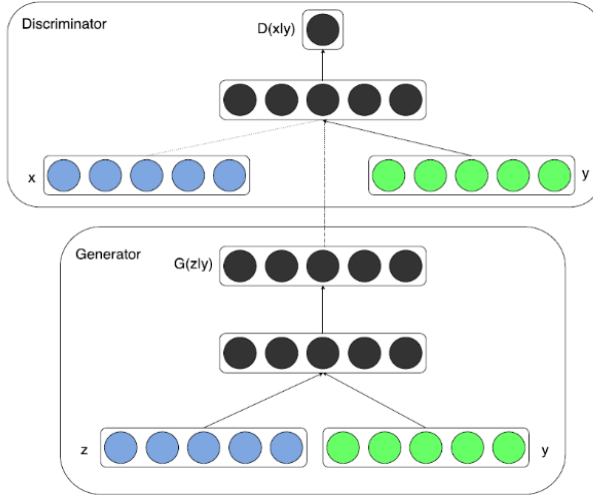 Discriminator
D(x|y)
x
y
Generator
G(z|y)
z
y